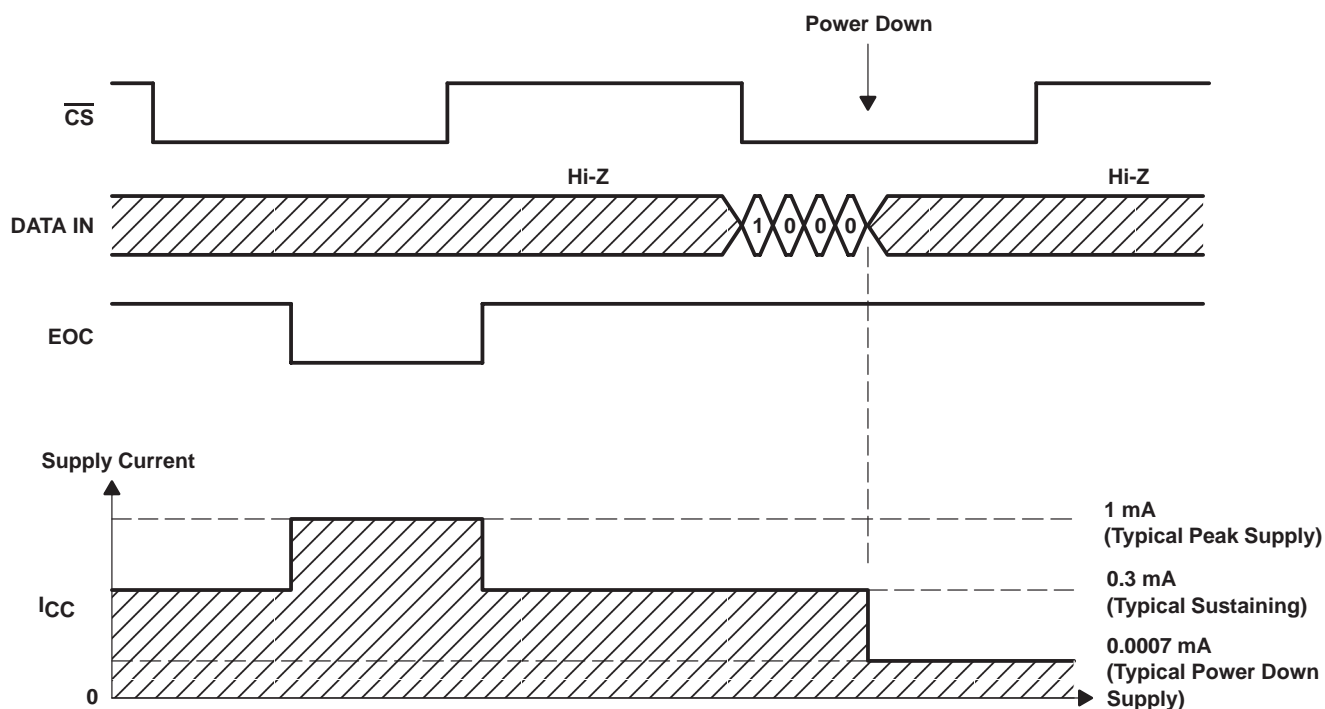 Power Down
CS
Hi-Z
Hi-Z
DATA IN
1 0 0 0
EOC
Supply Current
1 mA
(Typical Peak Supply)
0.3 mA
(Typical Sustaining)
ICC
0.0007 mA
(Typical Power Down
Supply)
0